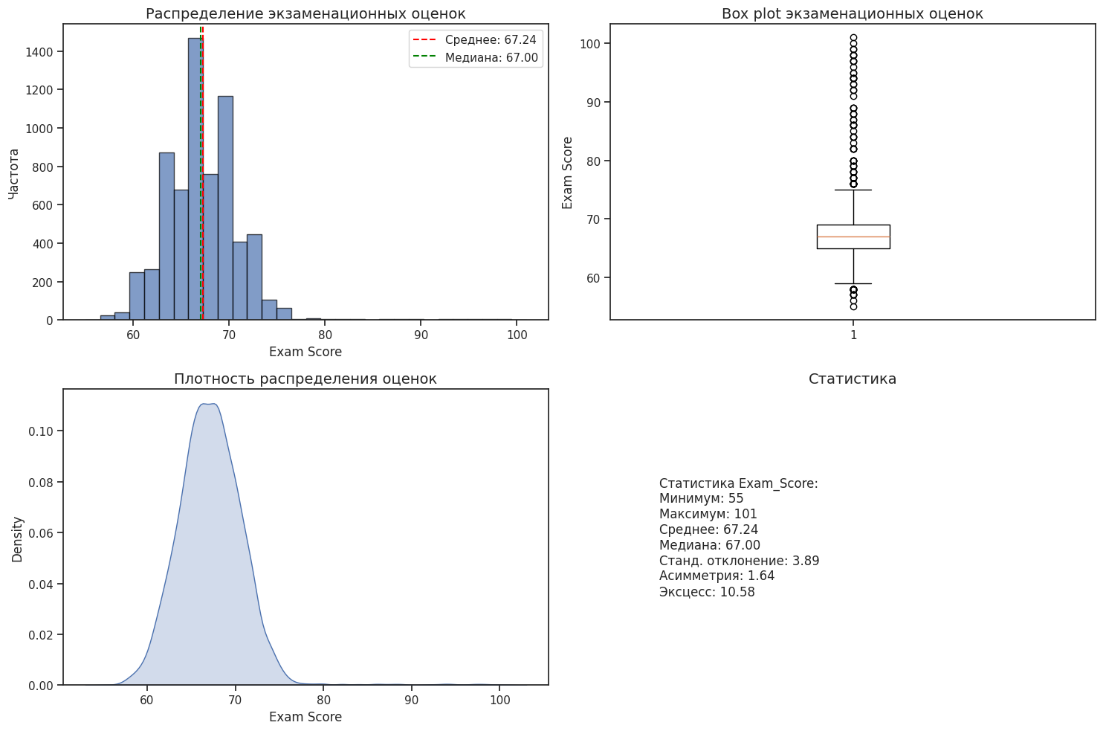 Распределение экзаменационных оценок
1400
1200
1000
800
600
400
200
0
Частота
60
70
80
90
100
Exam Score
Среднее: 67.24
Медиана: 67.00
Box plot экзаменационных оценок
100
90
80
70
60
Exam Score
1
Плотность распределения оценок
0.10
0.08
0.06
0.04
0.02
0.00
Density
60
70
80
90
100
Exam Score
Статистика
Статистика Exam_Score:
Минимум: 55
Максимум: 101
Среднее: 67.24
Медиана: 67.00
Станд. отклонение: 3.89
Асимметрия: 1.64
Эксцесс: 10.58